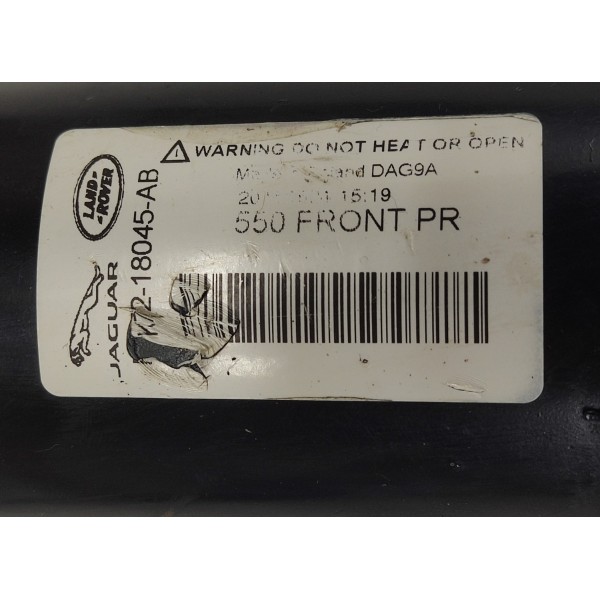 WARNING DO NOT HEAT OR OPEN
DAG9A
15:19
550 FRONT PR
LAND-
-ROVER
JAGUAR
K72-18045-AB